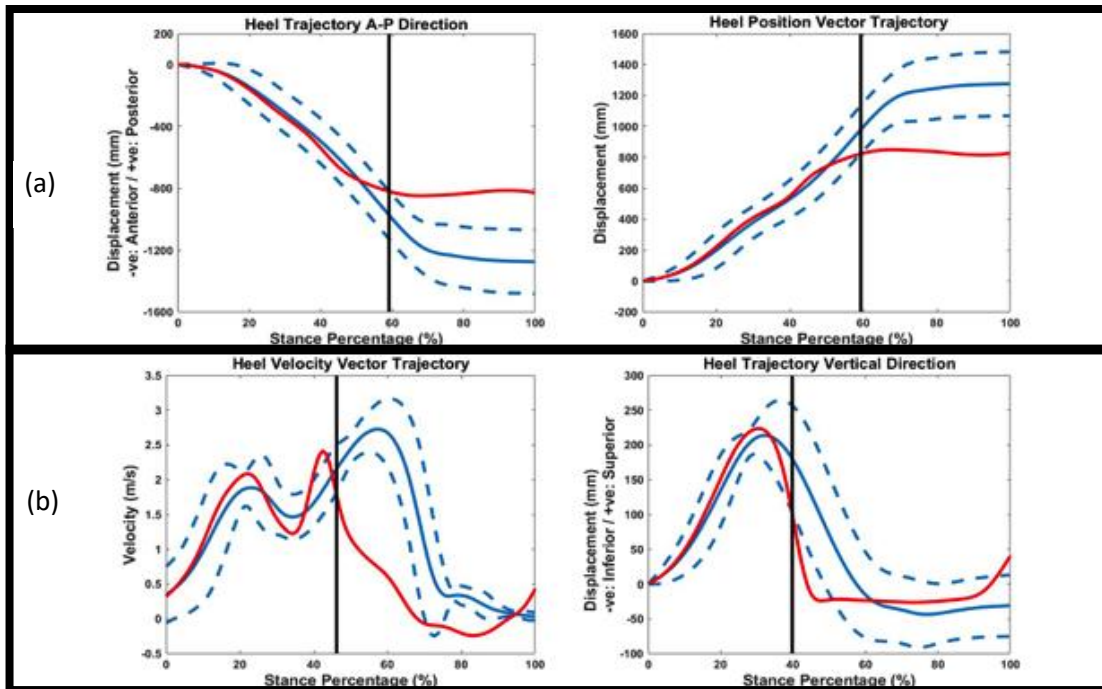 (a)
Heel Trajectory A-P Direction
Displacement (mm)
-ve: Anterior / +ve: Posterior
200
0
-400
-800
-1200
-1600
0 20 40 60 80 100
Stance Percentage (%)
Heel Position Vector Trajectory
Displacement (mm)
1600
1400
1200
1000
800
600
400
200
0
-200
0 20 40 60 80 100
Stance Percentage (%)
(b)
Heel Velocity Vector Trajectory
Velocity (m/s)
3.5
3
2.5
2
1.5
1
0.5
0
-0.5
0 20 40 60 80 100
Stance Percentage (%)
Heel Trajectory Vertical Direction
Displacement (mm)
-ve: Inferior / +ve: Superior
300
250
200
150
100
50
0
-50
-100
0 20 40 60 80 100
Stance Percentage (%)